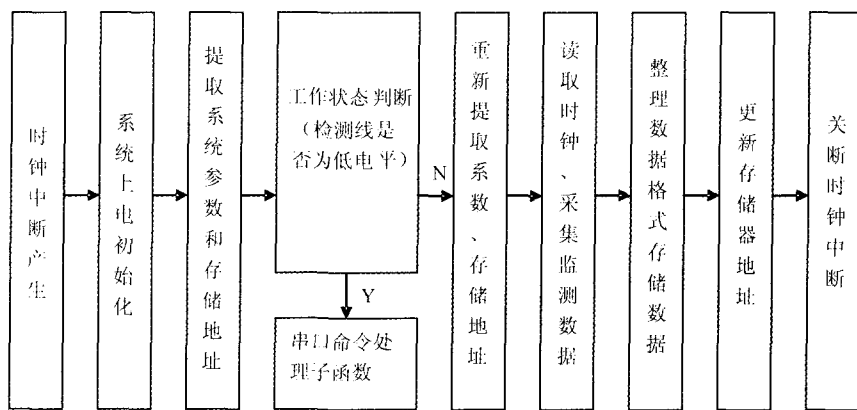 时钟中断产生
系统上电初始化
提取系统参数和存储地址
工作状态判断
（检测线是
否为低电平）
N
Y
串口命令处
理子函数
重新提取系数、存储地址
读取时钟、采集监测数据
整理数据格式存储数据
更新存储器地址
关断时钟中断